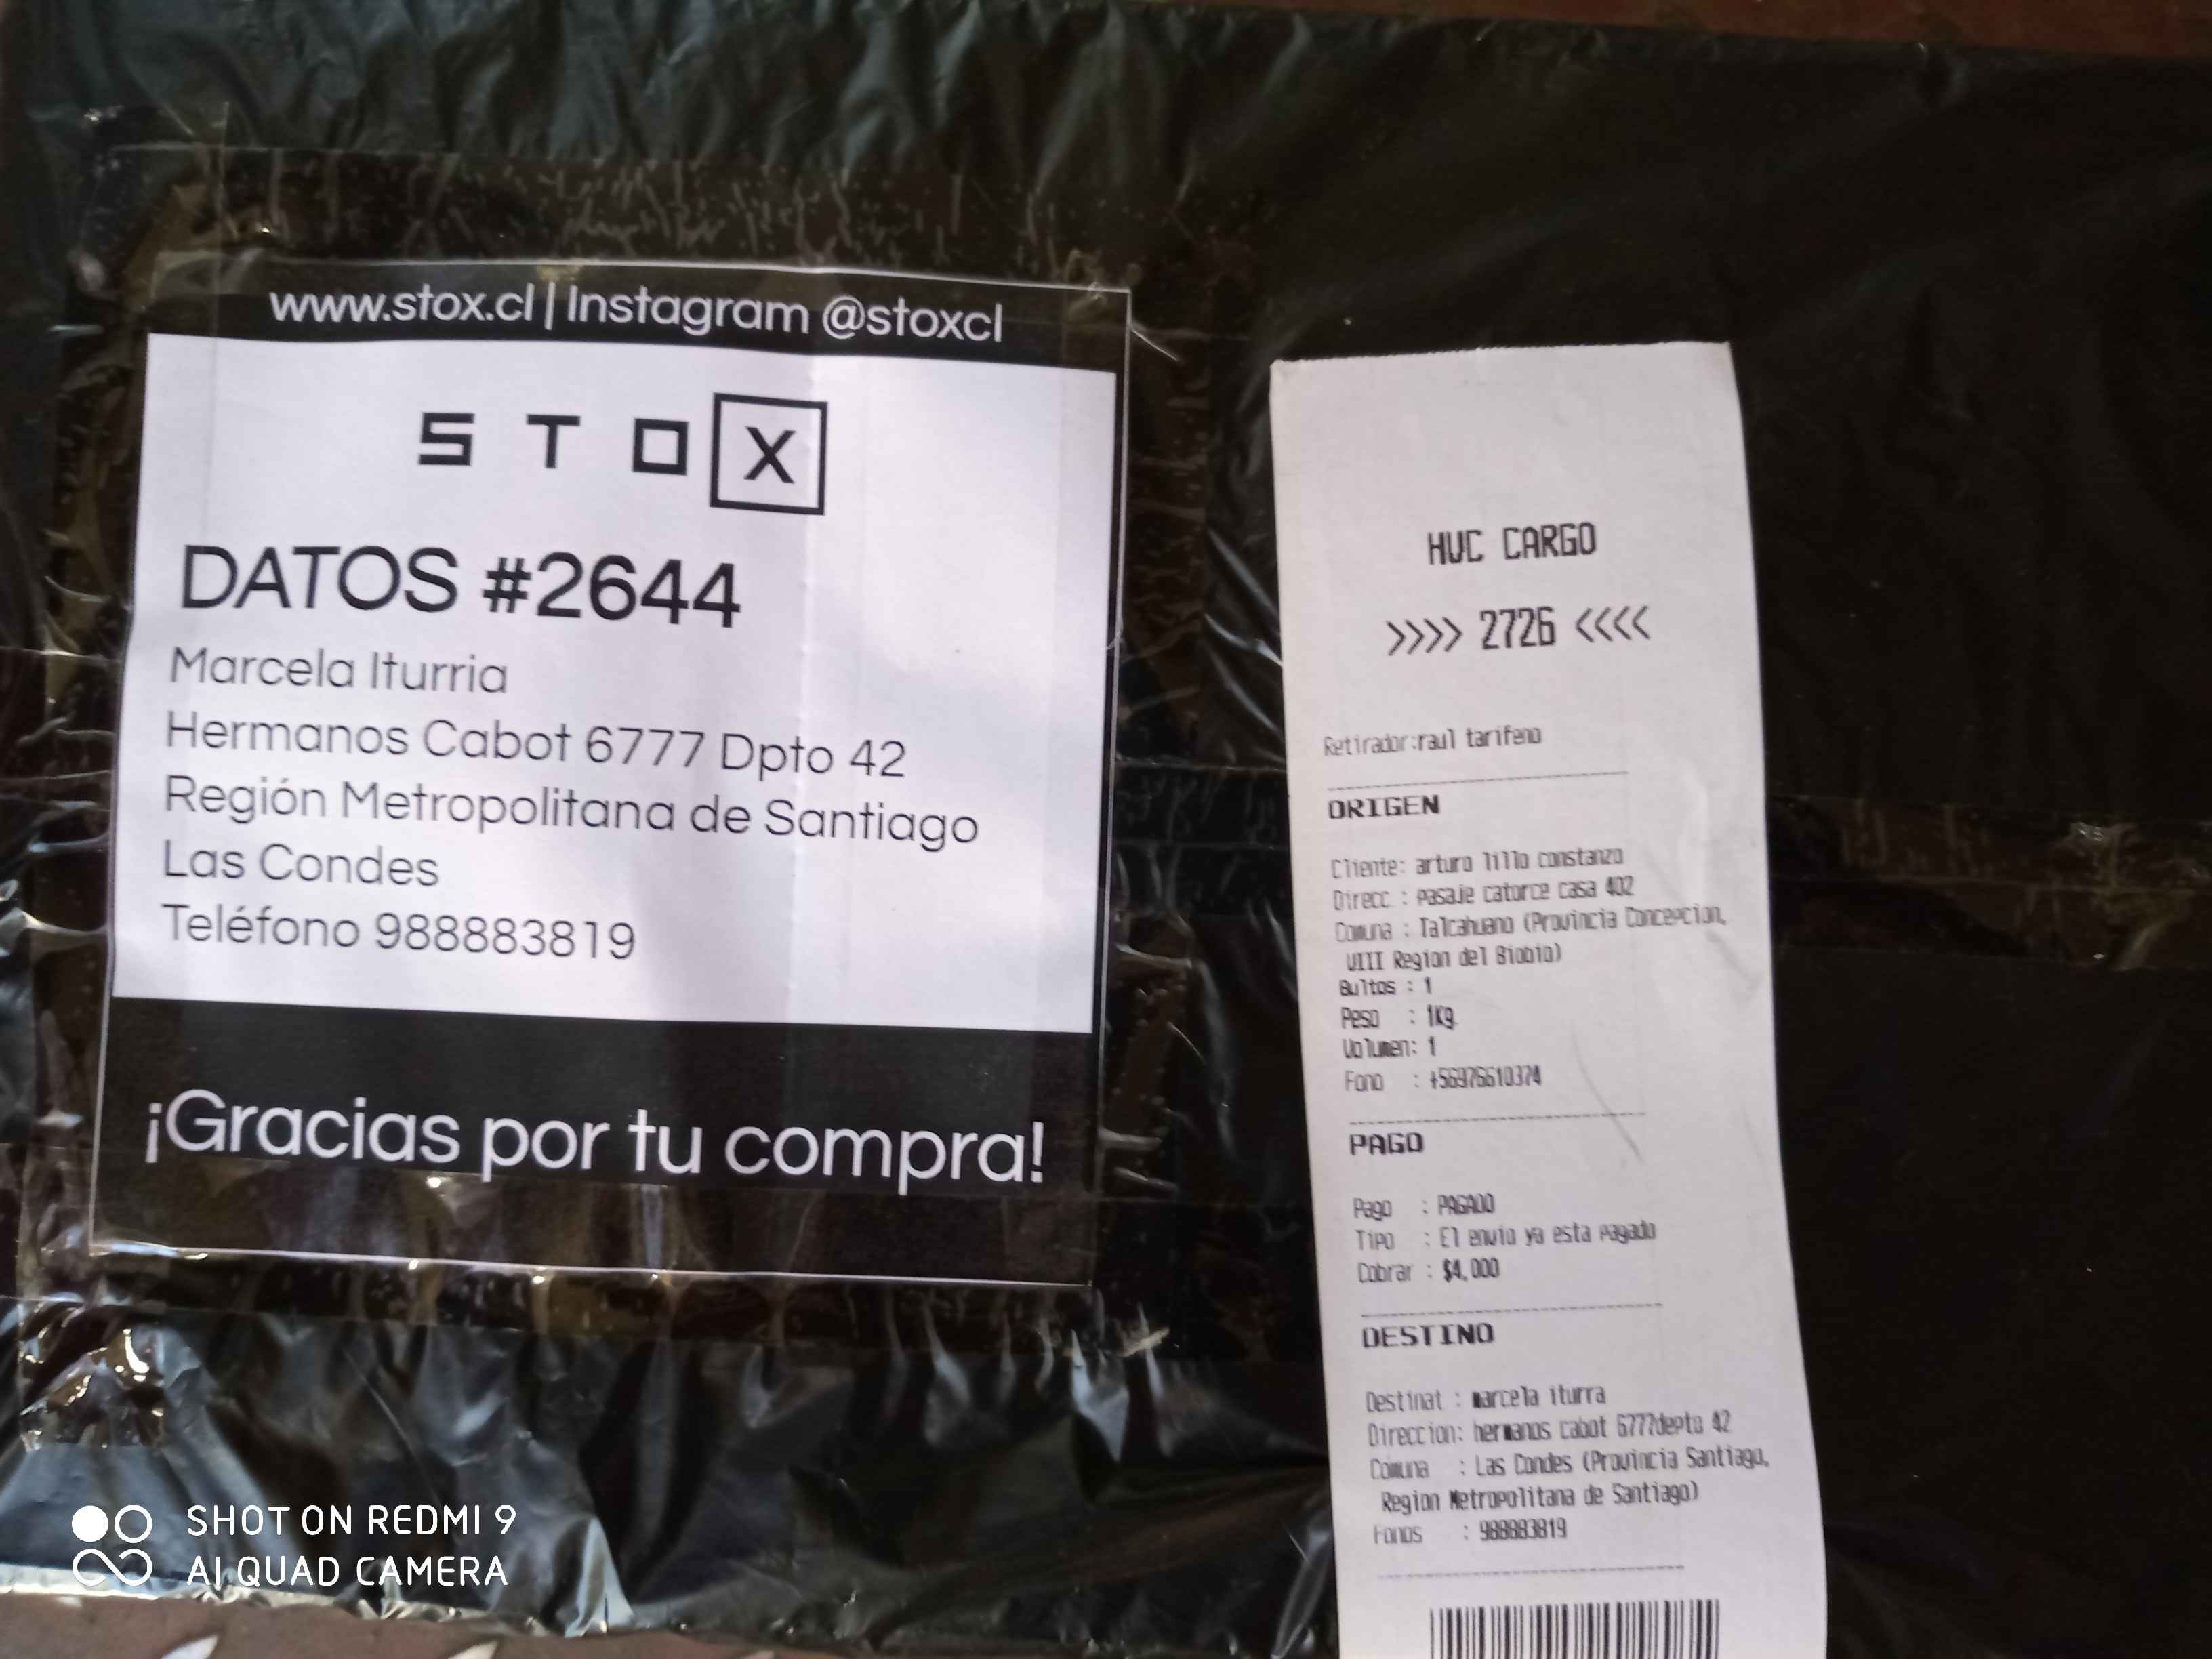 www.stox.cl | Instagram @stoxcl
STOX
DATOS #2644
Marcela Iturria
Hermanos Cabot 6777 Dpto 42
Región Metropolitana de Santiago
Las Condes
Teléfono 988883819
¡Gracias por tu compra!
HVC CARGO
>>>> 2726 <<<<
Retirador:raul tarifeno
ORIGEN
Cliente: arturo lillo constanzo
Direcc : pasaje catorce casa 402
Comuna : Talcahuano (Provincia Concepcion,
VIII Region del Biobio)
Bultos : 1
Peso : 1Kg.
Volumen: 1
Fono : +56976610374
PAGO
Pago : PAGADO
Tipo : El envio ya esta pagado
Cobrar : $4,000
DESTINO
Destinat : marcela iturra
Direccion: hermanos cabot 6777depto 42
Comuna : Las Condes (Provincia Santiago,
Region Metropolitana de Santiago)
Fonos : 988883819
SHOT ON REDMI 9
AI QUAD CAMERA